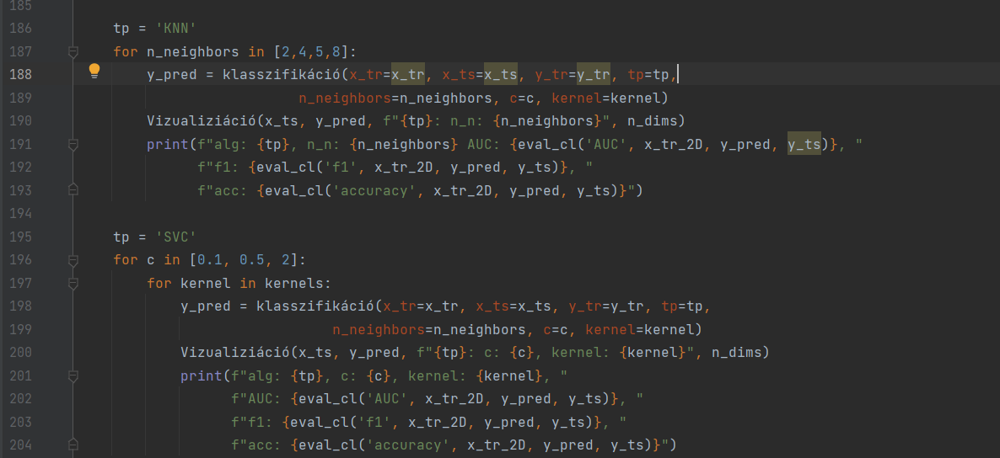 185
186 tp = 'KNN'
187 for n_neighbors in [2,4,5,8]:
188 y_pred = klasszifikáció(x_tr=x_tr, x_ts=x_ts, y_tr=y_tr, tp=tp,
189 n_neighbors=n_neighbors, c=c, kernel=kernel)
190 Vizualiziáció(x_ts, y_pred, f"{tp}: n_n: {n_neighbors}", n_dims)
191 print(f"alg: {tp}, n_n: {n_neighbors} AUC: {eval_cl('AUC', x_tr_2D, y_pred, y_ts)}, "
192 f"f1: {eval_cl('f1', x_tr_2D, y_pred, y_ts)}, "
193 f"acc: {eval_cl('accuracy', x_tr_2D, y_pred, y_ts)}")
194
195 tp = 'SVC'
196 for c in [0.1, 0.5, 2]:
197 for kernel in kernels:
198 y_pred = klasszifikáció(x_tr=x_tr, x_ts=x_ts, y_tr=y_tr, tp=tp,
199 n_neighbors=n_neighbors, c=c, kernel=kernel)
200 Vizualiziáció(x_ts, y_pred, f"{tp}: c: {c}, kernel: {kernel}", n_dims)
201 print(f"alg: {tp}, c: {c}, kernel: {kernel}, "
202 f"AUC: {eval_cl('AUC', x_tr_2D, y_pred, y_ts)}, "
203 f"f1: {eval_cl('f1', x_tr_2D, y_pred, y_ts)}, "
204 f"acc: {eval_cl('accuracy', x_tr_2D, y_pred, y_ts)}")